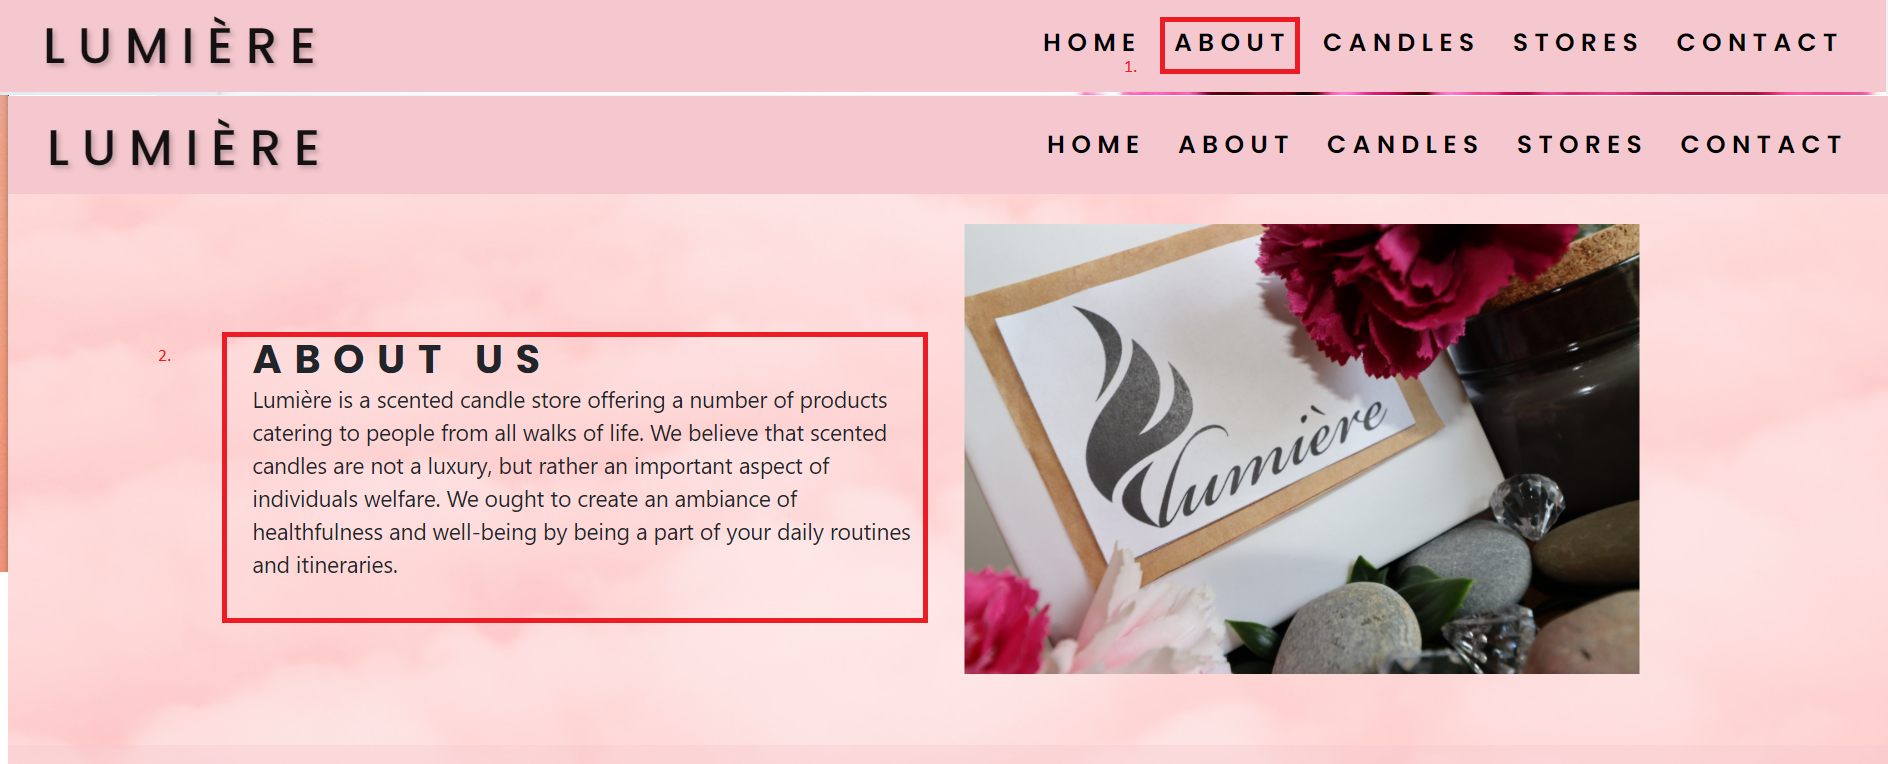 LUMIÈRE
HOME ABOUT CANDLES STORES CONTACT
1.
LUMIÈRE
HOME ABOUT CANDLES STORES CONTACT
2.
ABOUT US
Lumière is a scented candle store offering a number of products
catering to people from all walks of life. We believe that scented
candles are not a luxury, but rather an important aspect of
individuals welfare. We ought to create an ambiance of
healthfulness and well-being by being a part of your daily routines
and itineraries.
lumière